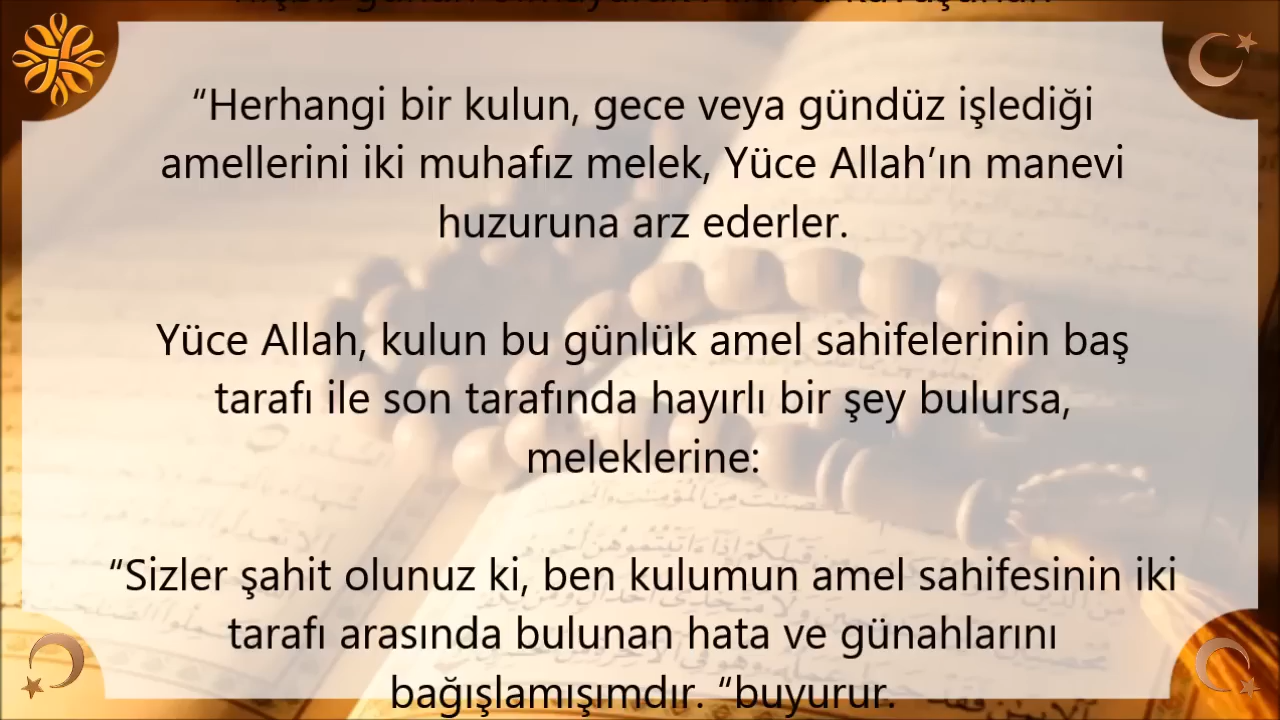 “Herhangi bir kulun, gece veya gündüz işlediği
amellerini iki muhafız melek, Yüce Allah’ın manevi
huzuruna arz ederler.
Yüce Allah, kulun bu günlük amel sahifelerinin baş
tarafı ile son tarafında hayırlı bir şey bulursa,
meleklerine:
“Sizler şahit olunuz ki, ben kulumun amel sahifesinin iki
tarafı arasında bulunan hata ve günahlarını
bağışlamışımdır. “buyurur.